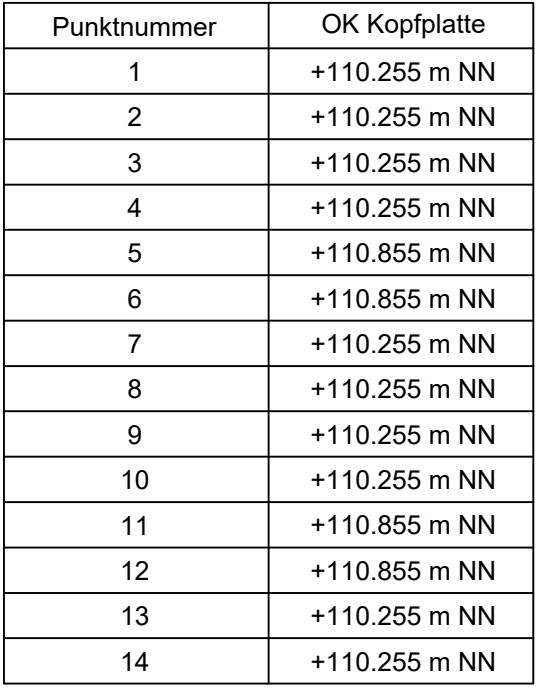 Punktnummer OK Kopfplatte
1 +110.255 m NN
2 +110.255 m NN
3 +110.255 m NN
4 +110.255 m NN
5 +110.855 m NN
6 +110.855 m NN
7 +110.255 m NN
8 +110.255 m NN
9 +110.255 m NN
10 +110.255 m NN
11 +110.855 m NN
12 +110.855 m NN
13 +110.255 m NN
14 +110.255 m NN